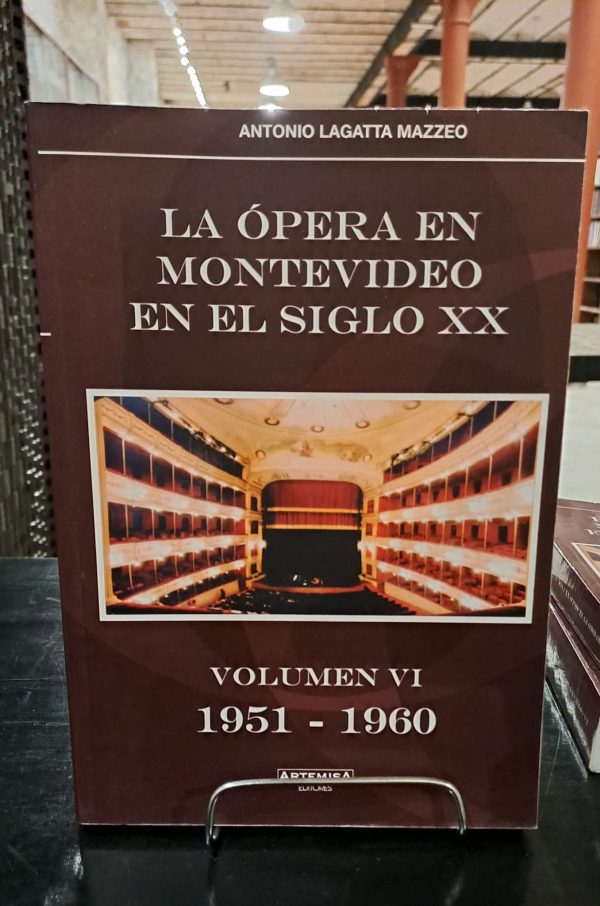 ANTONIO LAGATTA MAZZEO
LA ÓPERA EN
MONTEVIDEO
EN EL SIGLO XX
VOLUMEN VI
1951 - 1960
ARTEMISA
EDITORES